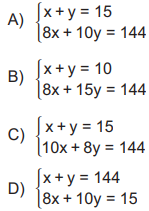 A) { x + y = 15
8x + 10y = 144
B) { x + y = 10
8x + 15y = 144
C) { x + y = 15
10x + 8y = 144
D) { x + y = 144
8x + 10y = 15